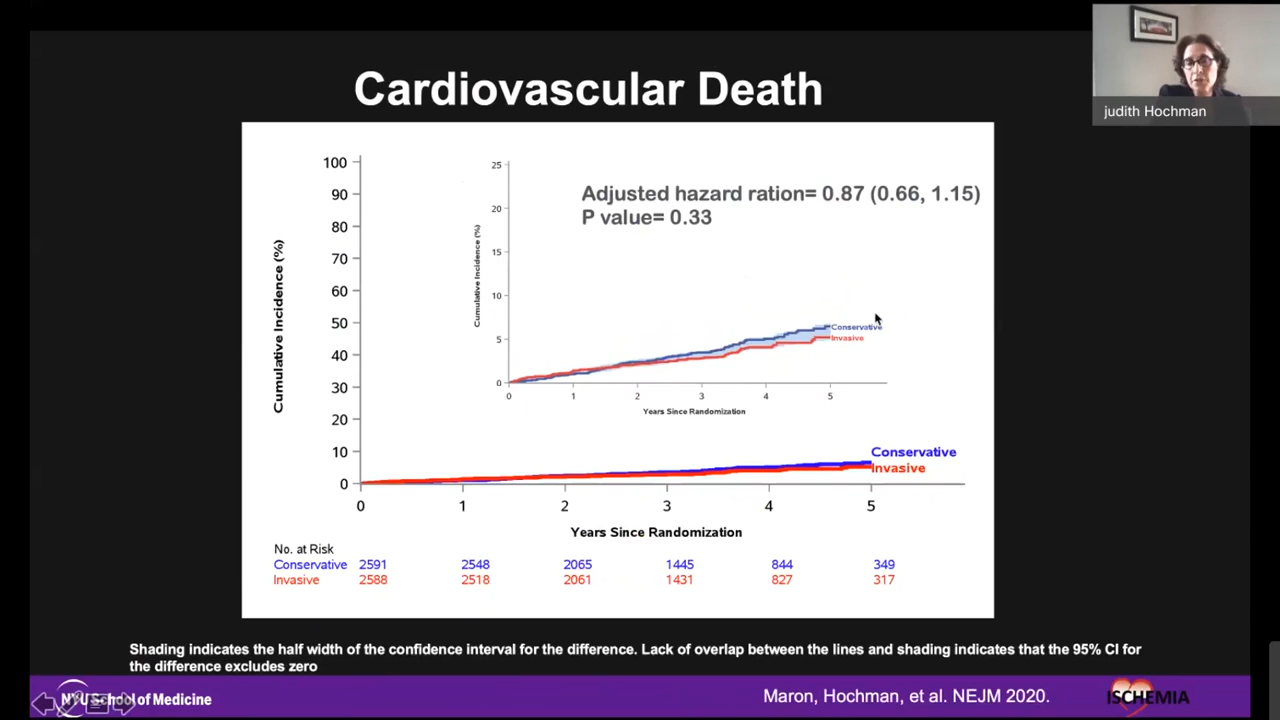 Cardiovascular Death
judith Hochman
Adjusted hazard ration= 0.87 (0.66, 1.15)
P value= 0.33
Cumulative Incidence (%)
100
90
80
70
60
50
40
30
20
10
0
Cumulative Incidence (%)
25
20
15
10
5
0
Conservative
Invasive
0 1 2 3 4 5
Years Since Randomization
Conservative
Invasive
0 1 2 3 4 5
Years Since Randomization
No. at Risk
Conservative 2591 2548 2065 1445 844 349
Invasive 2588 2518 2061 1431 827 317
Shading indicates the half width of the confidence interval for the difference. Lack of overlap between the lines and shading indicates that the 95% CI for
the difference excludes zero
NYU School of Medicine
Maron, Hochman, et al. NEJM 2020.
ISCHEMIA